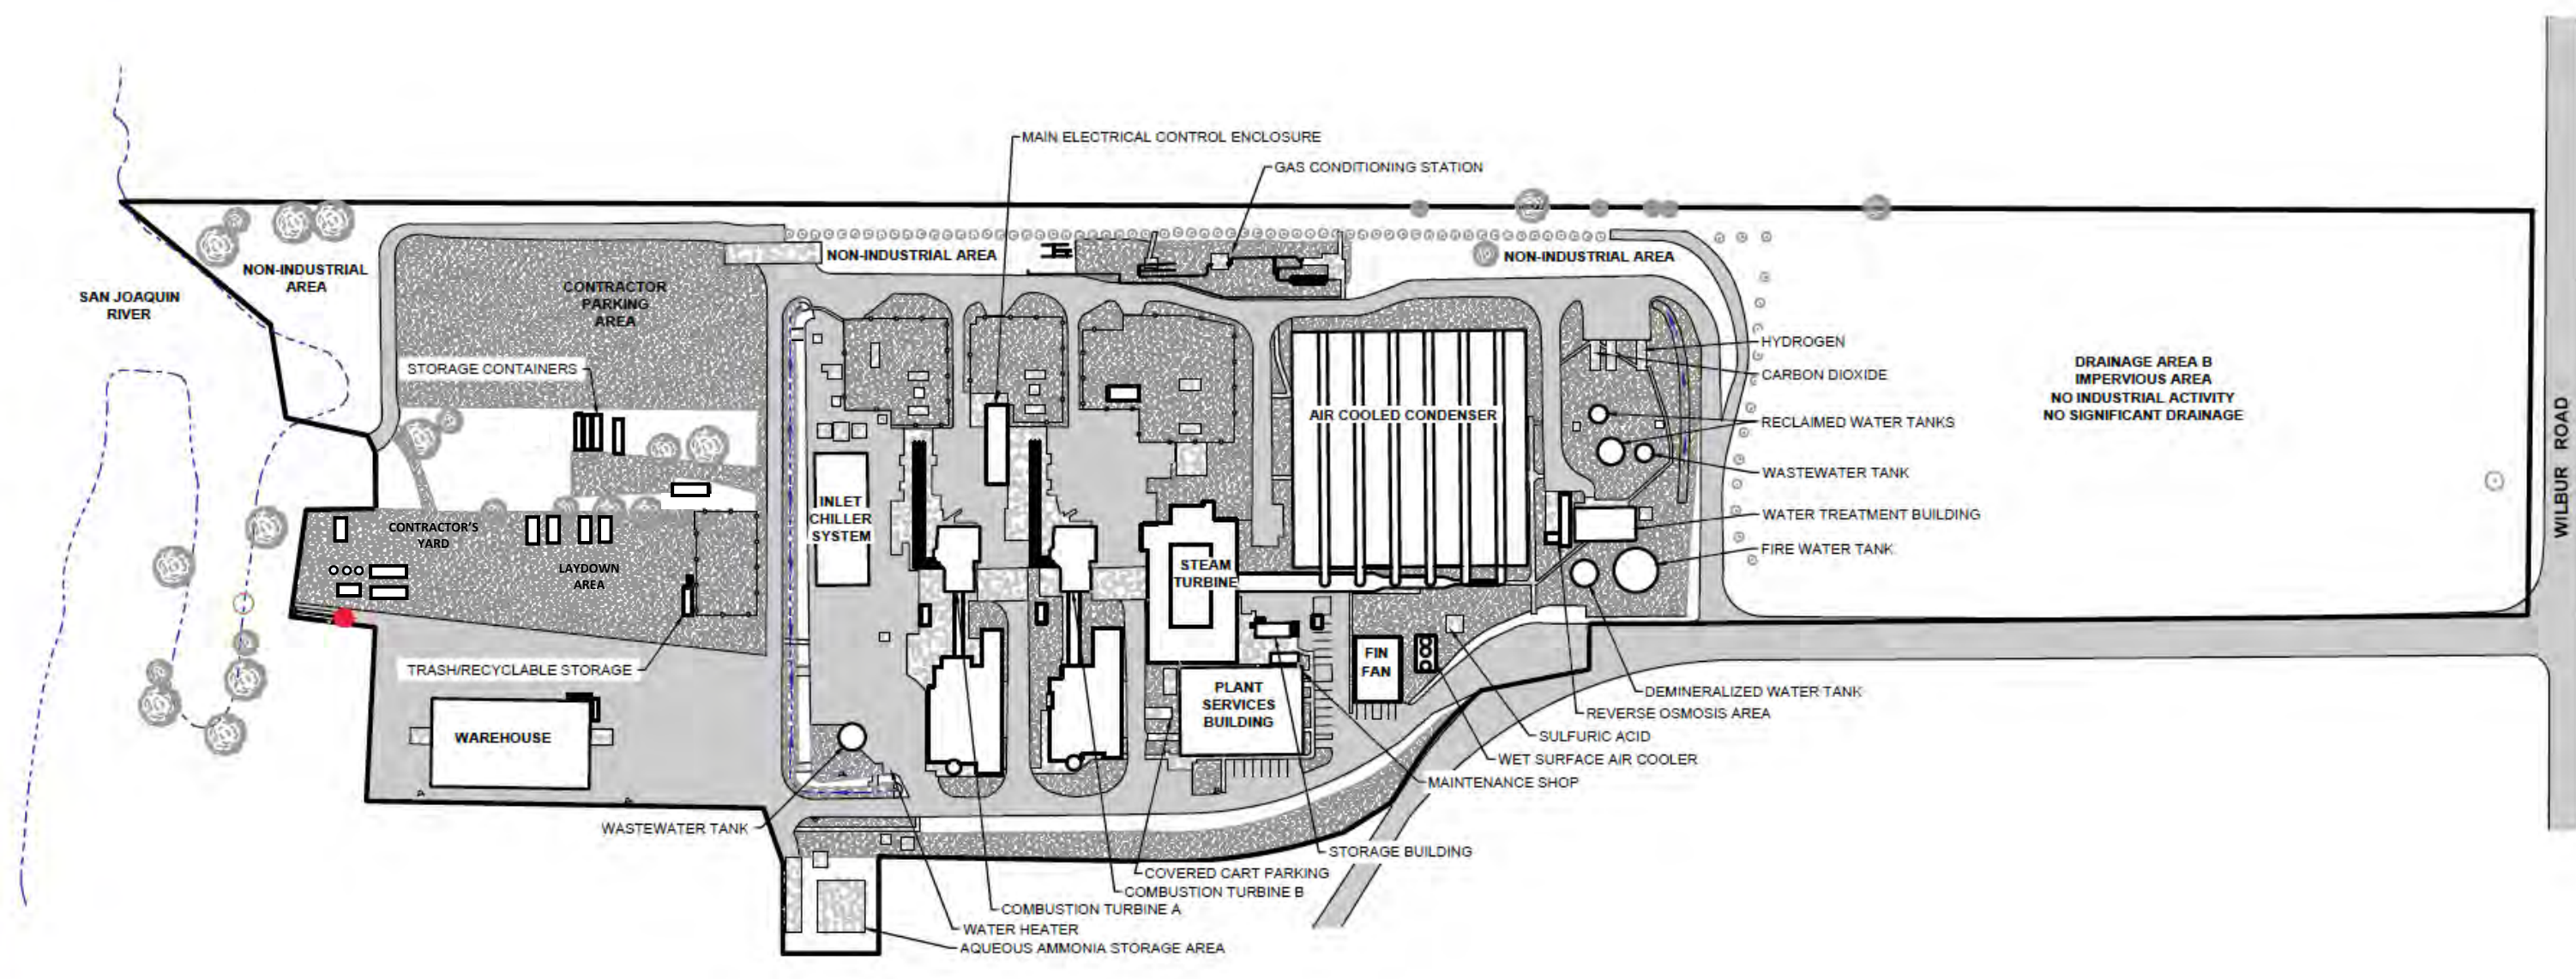 MAIN ELECTRICAL CONTROL ENCLOSURE
GAS CONDITIONING STATION
NON-INDUSTRIAL
AREA
SAN JOAQUIN
RIVER
CONTRACTOR
PARKING
AREA
NON-INDUSTRIAL AREA
NON-INDUSTRIAL AREA
STORAGE CONTAINERS
HYDROGEN
CARBON DIOXIDE
AIR COOLED CONDENSER
RECLAIMED WATER TANKS
WASTEWATER TANK
DRAINAGE AREA B
IMPERVIOUS AREA
NO INDUSTRIAL ACTIVITY
NO SIGNIFICANT DRAINAGE
WILBUR ROAD
INLET
CHILLER
SYSTEM
CONTRACTOR'S
YARD
LAYDOWN
AREA
WATER TREATMENT BUILDING
FIRE WATER TANK
STEAM
TURBINE
TRASH/RECYCLABLE STORAGE
FIN
FAN
WAREHOUSE
PLANT
SERVICES
BUILDING
DEMINERALIZED WATER TANK
REVERSE OSMOSIS AREA
SULFURIC ACID
WET SURFACE AIR COOLER
MAINTENANCE SHOP
WASTEWATER TANK
STORAGE BUILDING
COVERED CART PARKING
COMBUSTION TURBINE B
COMBUSTION TURBINE A
WATER HEATER
AQUEOUS AMMONIA STORAGE AREA